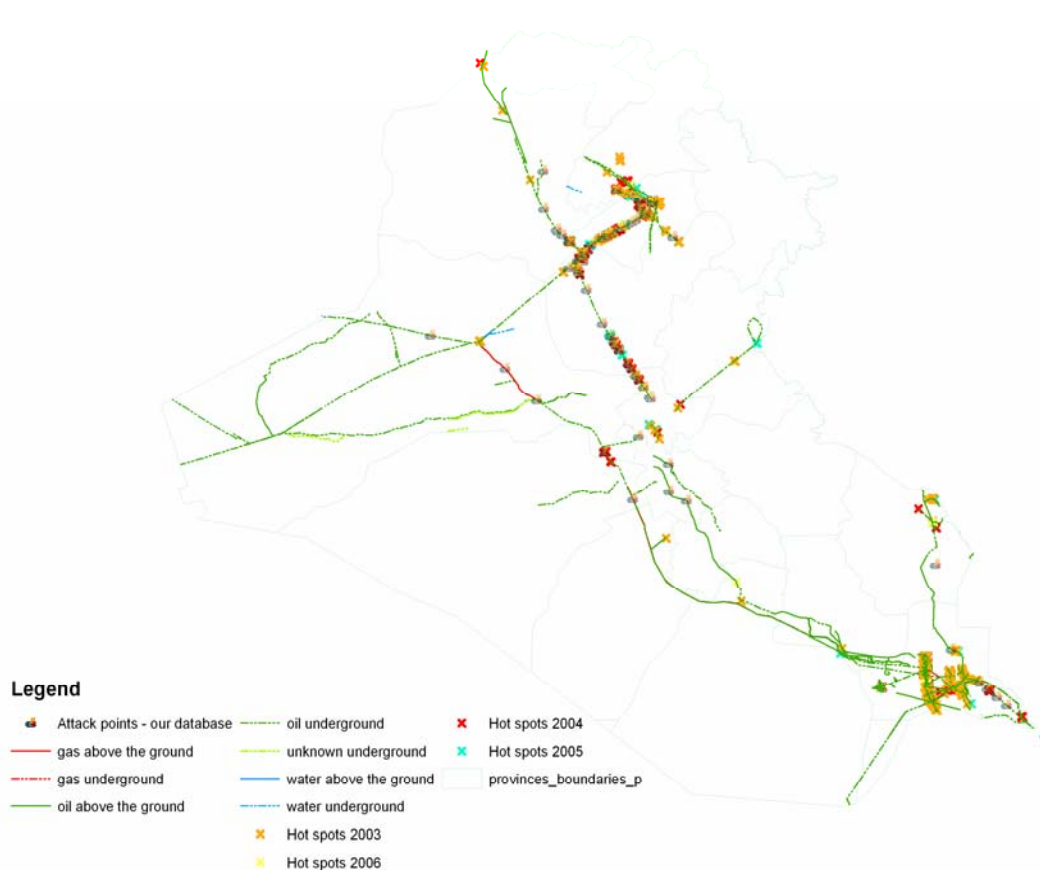 Legend
Attack points - our database
gas above the ground
gas underground
oil above the ground
oil underground
unknown underground
water above the ground
water underground
Hot spots 2003
Hot spots 2006
Hot spots 2004
Hot spots 2005
provinces_boundaries_p